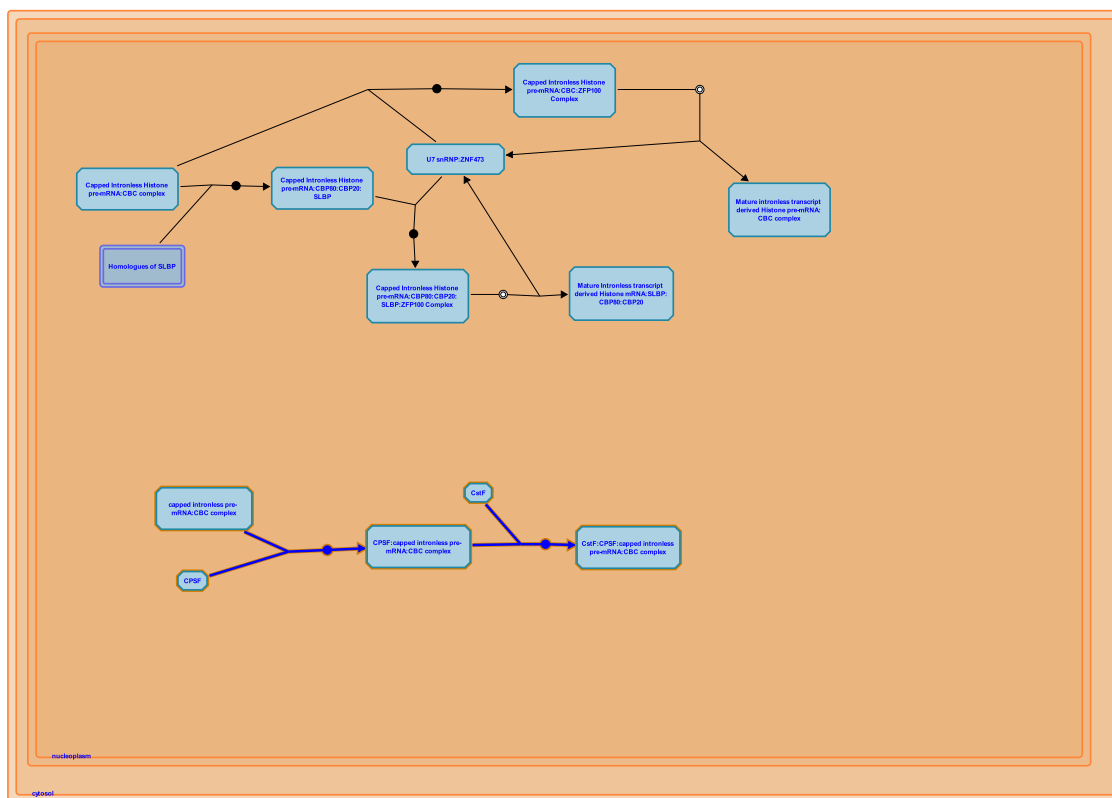 Capped Intronless Histone
pre-mRNA:CBC:ZFP100
Complex
U7 snRNP:ZNF473
Capped Intronless Histone
pre-mRNA:CBC complex
Capped Intronless Histone
pre-mRNA:CBP80:CBP20:
SLBP
Mature intronless transcript
derived Histone pre-mRNA:
CBC complex
Homologues of SLBP
Capped Intronless Histone
pre-mRNA:CBP80:CBP20:
SLBP:ZFP100 Complex
Mature Intronless transcript
derived Histone mRNA:SLBP:
CBP80:CBP20
CstF
capped intronless pre-
mRNA:CBC complex
CPSF:capped intronless pre-
mRNA:CBC complex
CstF:CPSF:capped intronless
pre-mRNA:CBC complex
CPSF
nucleoplasm
cytosol